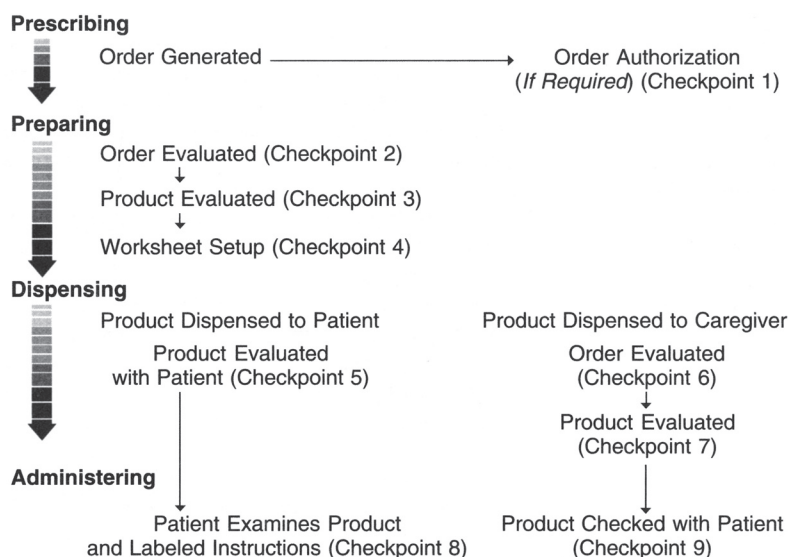 Prescribing
Order Generated
Order Authorization
(If Required) (Checkpoint 1)
Preparing
Order Evaluated (Checkpoint 2)
Product Evaluated (Checkpoint 3)
Worksheet Setup (Checkpoint 4)
Dispensing
Product Dispensed to Patient
Product Evaluated
with Patient (Checkpoint 5)
Product Dispensed to Caregiver
Order Evaluated
(Checkpoint 6)
Product Evaluated
(Checkpoint 7)
Administering
Patient Examines Product
and Labeled Instructions (Checkpoint 8)
Product Checked with Patient
(Checkpoint 9)